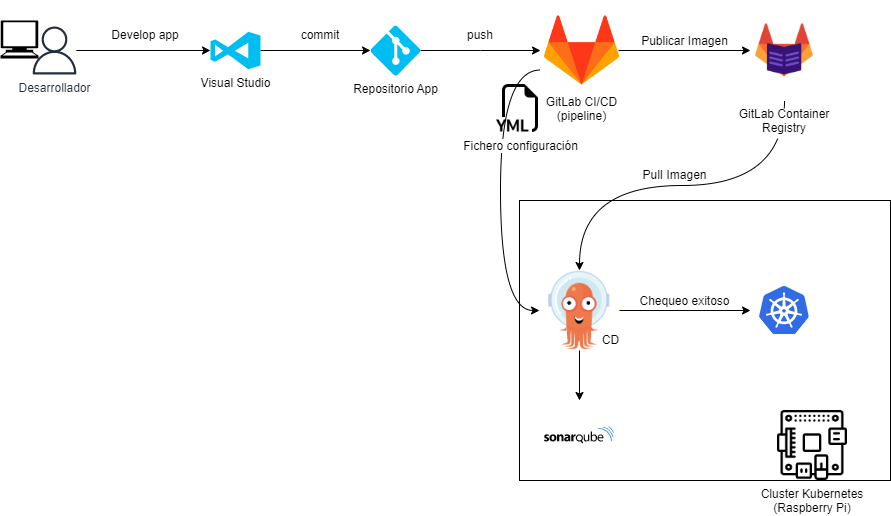 Develop app
commit
push
Publicar Imagen
Desarrollador
Visual Studio
Repositorio App
GitLab CI/CD
(pipeline)
YML
Fichero configuración
GitLab Container
Registry
Pull Imagen
Chequeo exitoso
CD
sonarqube
Cluster Kubernetes
(Raspberry Pi)